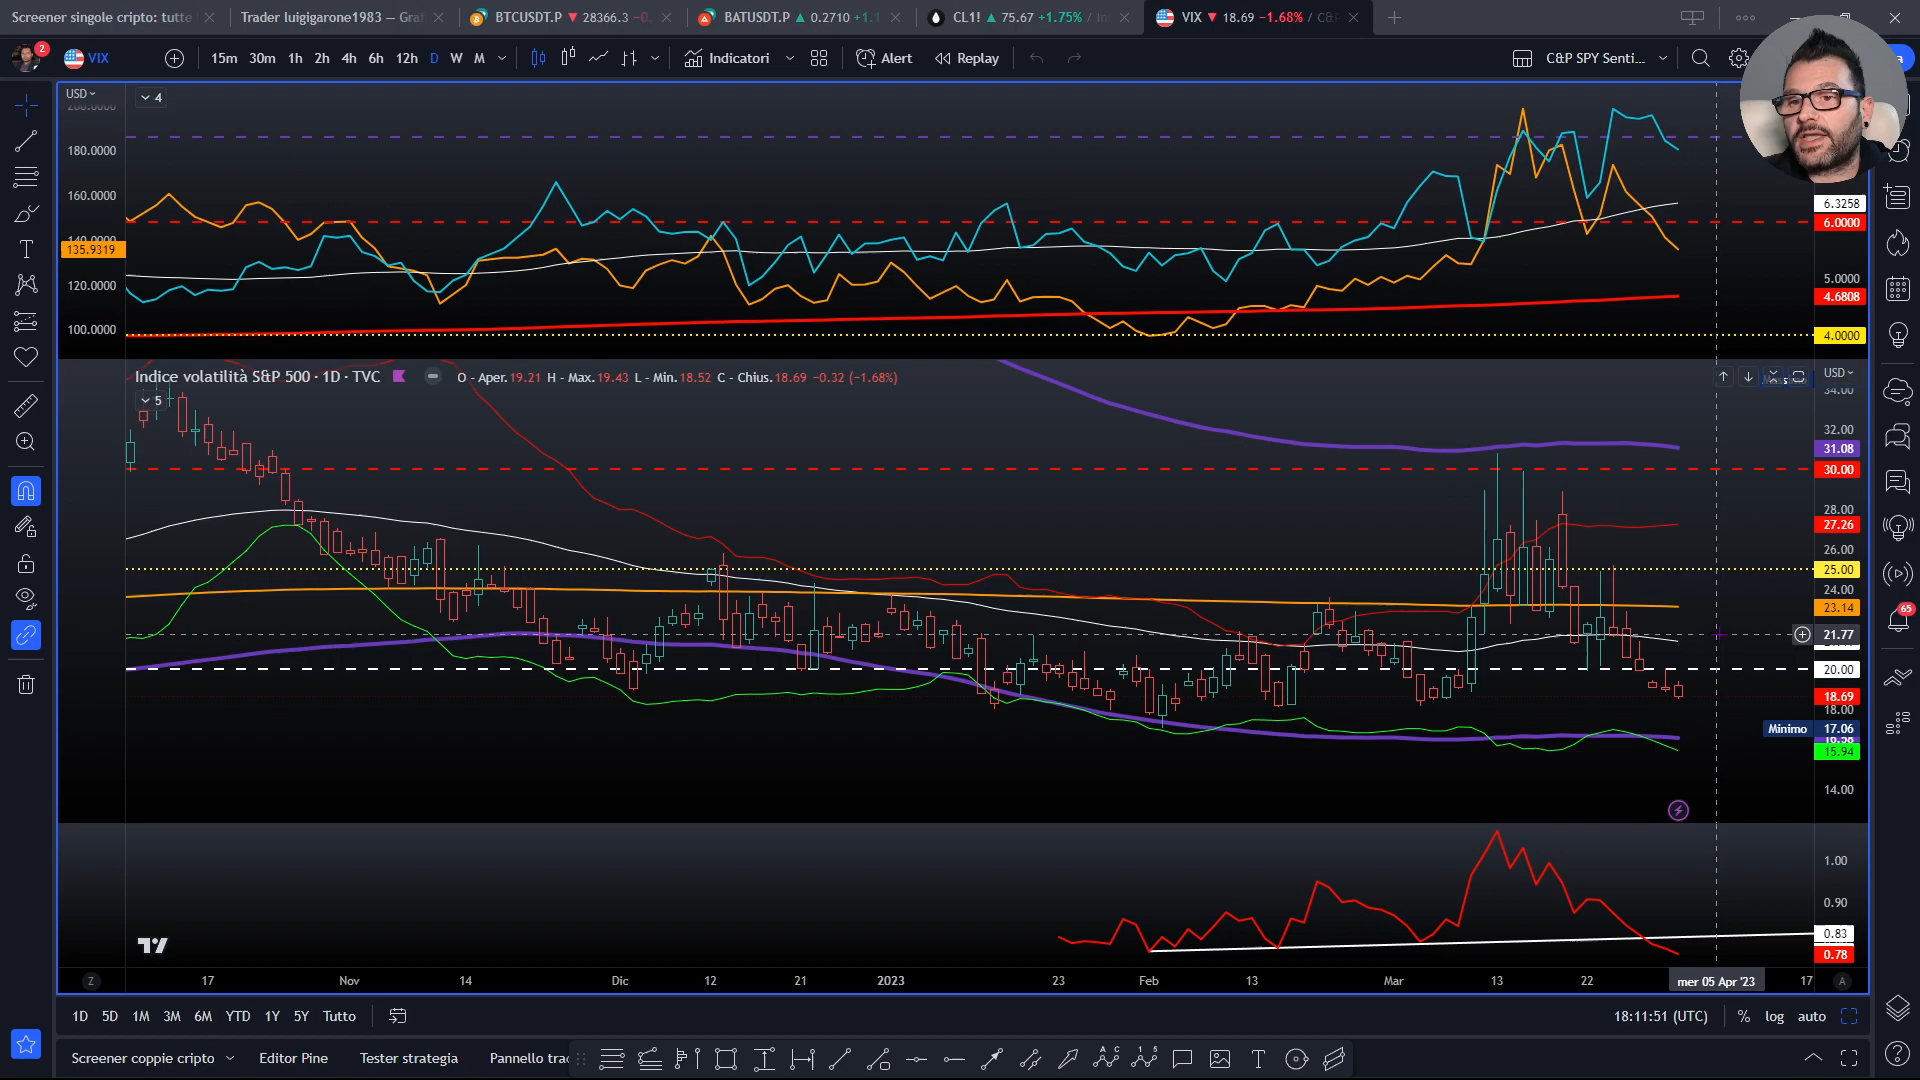 Screener singole cripto: tutte
Trader luigigarone1983 — Graf
BTCUSDT.P ▼ 28366.3 −0.
BATUSDT.P ▲ 0.2710 +1.1
CL1! ▲ 75.67 +1.75% / In
VIX ▼ 18.69 −1.68% / C&P
2
VIX
15m 30m 1h 2h 4h 6h 12h D W M
Indicatori
Alert
Replay
C&P SPY Senti...
USD
4
200.0000
180.0000
160.0000
140.0000
135.9319
120.0000
100.0000
6.3258
6.0000
5.0000
4.6808
4.0000
Indice volatilità S&P 500 · 1D · TVC
O - Aper.19.21 H - Max.19.43 L - Min.18.52 C - Chius.18.69 −0.32 (−1.68%)
5
USD
34.00
32.00
31.08
30.00
28.00
27.26
26.00
25.00
24.00
23.14
21.77
20.00
18.69
18.00
Minimo 17.06
16.58
15.94
14.00
1.00
0.90
0.83
0.78
Z
17 Nov 14 Dic 12 21 2023 23 Feb 13 Mar 13 22 mer 05 Apr '23 17
A
65
1D 5D 1M 3M 6M YTD 1Y 5Y Tutto
18:11:51 (UTC)
% log auto
Screener coppie cripto
Editor Pine
Tester strategia
Pannello trad